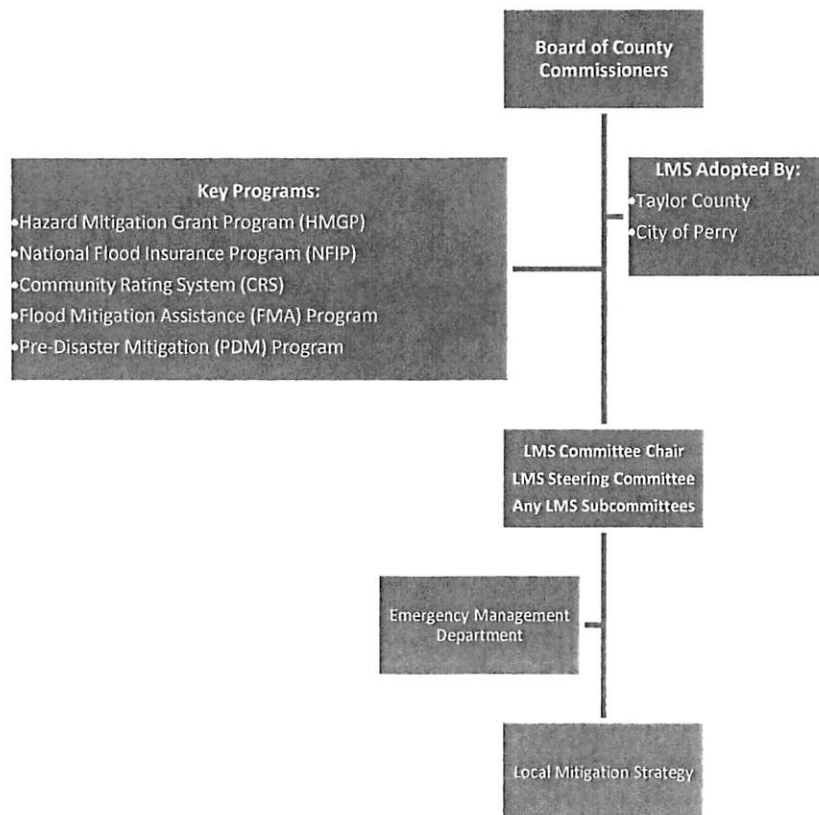 Board of County
Commissioners
LMS Adopted By:
•Taylor County
•City of Perry
Key Programs:
•Hazard Mitigation Grant Program (HMGP)
•National Flood Insurance Program (NFIP)
•Community Rating System (CRS)
•Flood Mitigation Assistance (FMA) Program
•Pre-Disaster Mitigation (PDM) Program
LMS Committee Chair
LMS Steering Committee
Any LMS Subcommittees
Emergency Management
Department
Local Mitigation Strategy